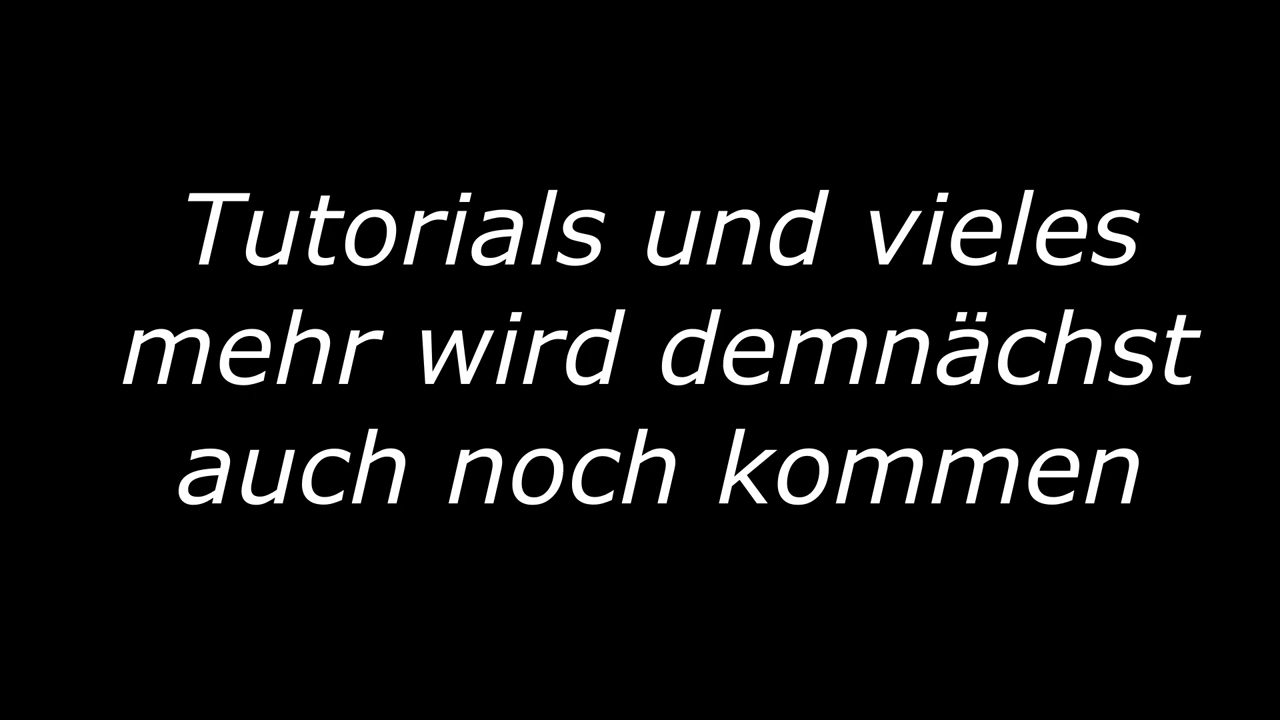 Tutorials und vieles
mehr wird demnächst
auch noch kommen